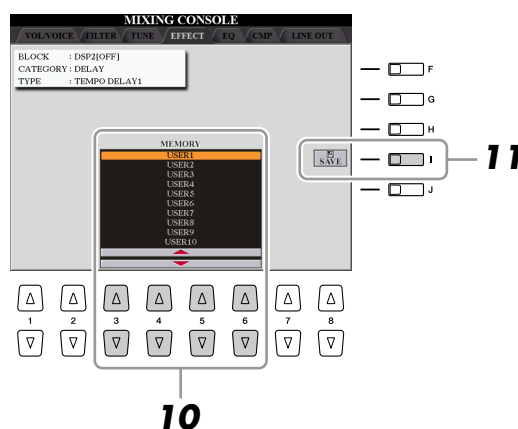 MIXING CONSOLE
VOL/VOICE FILTER TUNE EFFECT EQ CMP LINE OUT
BLOCK : DSP2[OFF]
CATEGORY : DELAY
TYPE : TEMPO DELAY1
F
G
H
I
J
MEMORY
USER1
USER2
USER3
USER4
USER5
USER6
USER7
USER8
USER9
USER10
SAVE
11
1 2 3 4 5 6 7 8
10